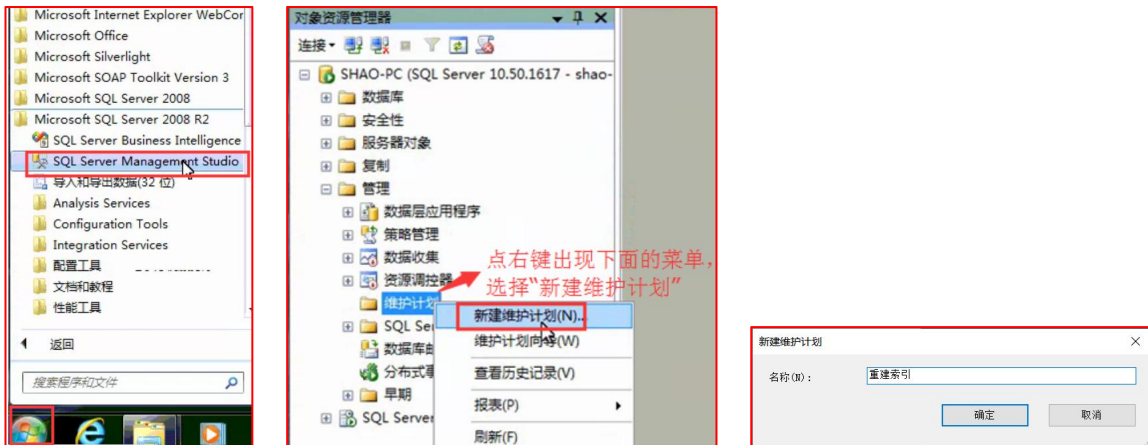 Microsoft Internet Explorer WebCor
Microsoft Office
Microsoft Silverlight
Microsoft SOAP Toolkit Version 3
Microsoft SQL Server 2008
Microsoft SQL Server 2008 R2
SQL Server Business Intelligence
SQL Server Management Studio
导入和导出数据(32 位)
Analysis Services
Configuration Tools
Integration Services
配置工具
文档和教程
性能工具
返回
搜索程序和文件
对象资源管理器
连接
SHAO-PC (SQL Server 10.50.1617 - shao-
数据库
安全性
服务器对象
复制
管理
数据层应用程序
策略管理
数据收集
资源调控器
维护计划
SQL Ser
数据库邮
分布式事
早期
SQL Server
点右键出现下面的菜单,
选择“新建维护计划”
新建维护计划(N)...
维护计划向导(W)
查看历史记录(V)
报表(P)
刷新(F)
新建维护计划
名称(N):
重建索引
确定
取消